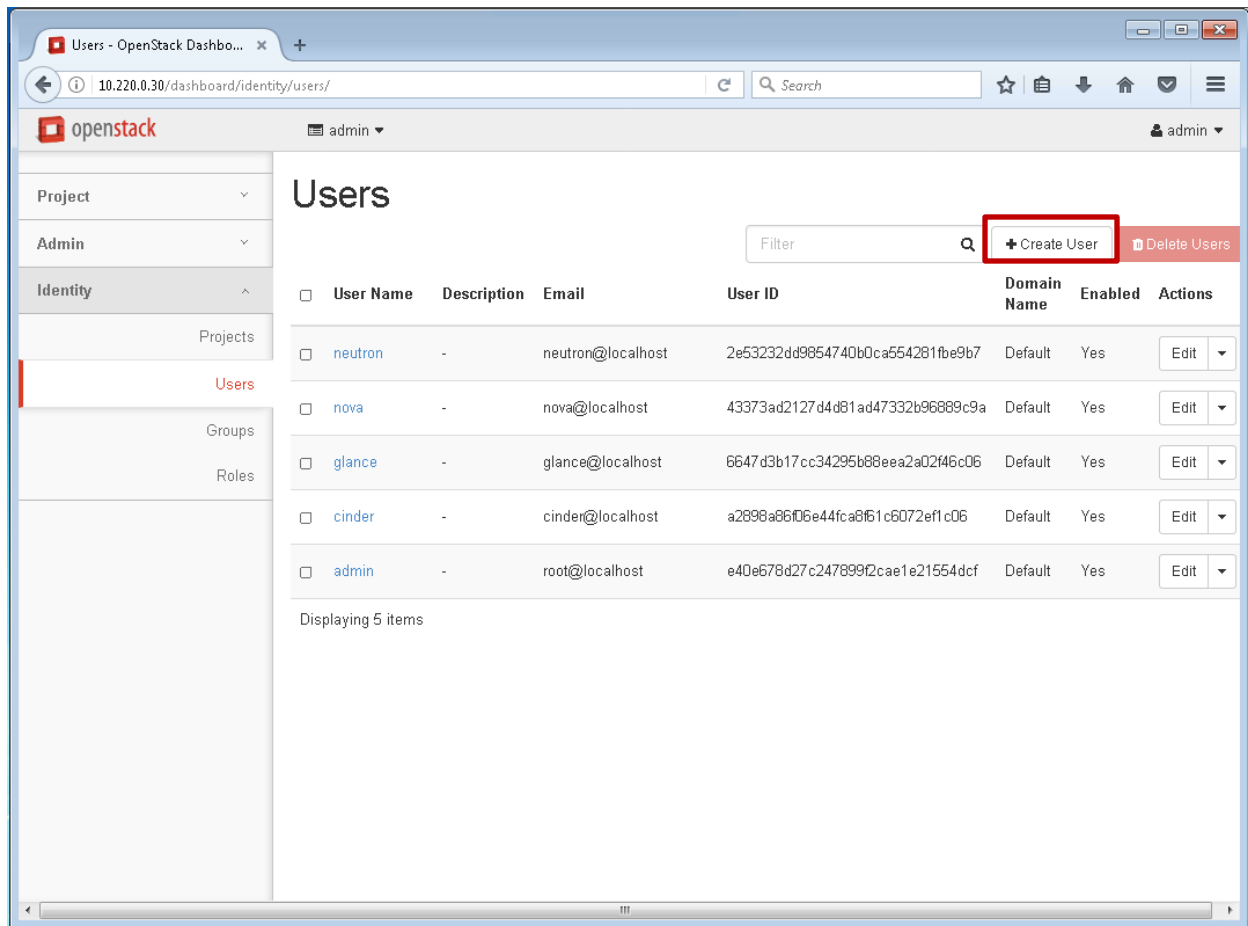 Users - OpenStack Dashbo...
10.220.0.30/dashboard/identity/users/
Search
openstack
admin
admin
Project
Admin
Identity
Projects
Users
Groups
Roles
Users
Filter
Create User
Delete Users
User Name Description Email User ID Domain Name Enabled Actions
neutron - neutron@localhost 2e53232dd9854740b0ca554281fbe9b7 Default Yes Edit
nova - nova@localhost 43373ad2127d4d81ad47332b96889c9a Default Yes Edit
glance - glance@localhost 6647d3b17cc34295b88eea2a02f46c06 Default Yes Edit
cinder - cinder@localhost a2898a86f06e44fca8f61c6072ef1c06 Default Yes Edit
admin - root@localhost e40e678d27c247899f2cae1e21554dcf Default Yes Edit
Displaying 5 items